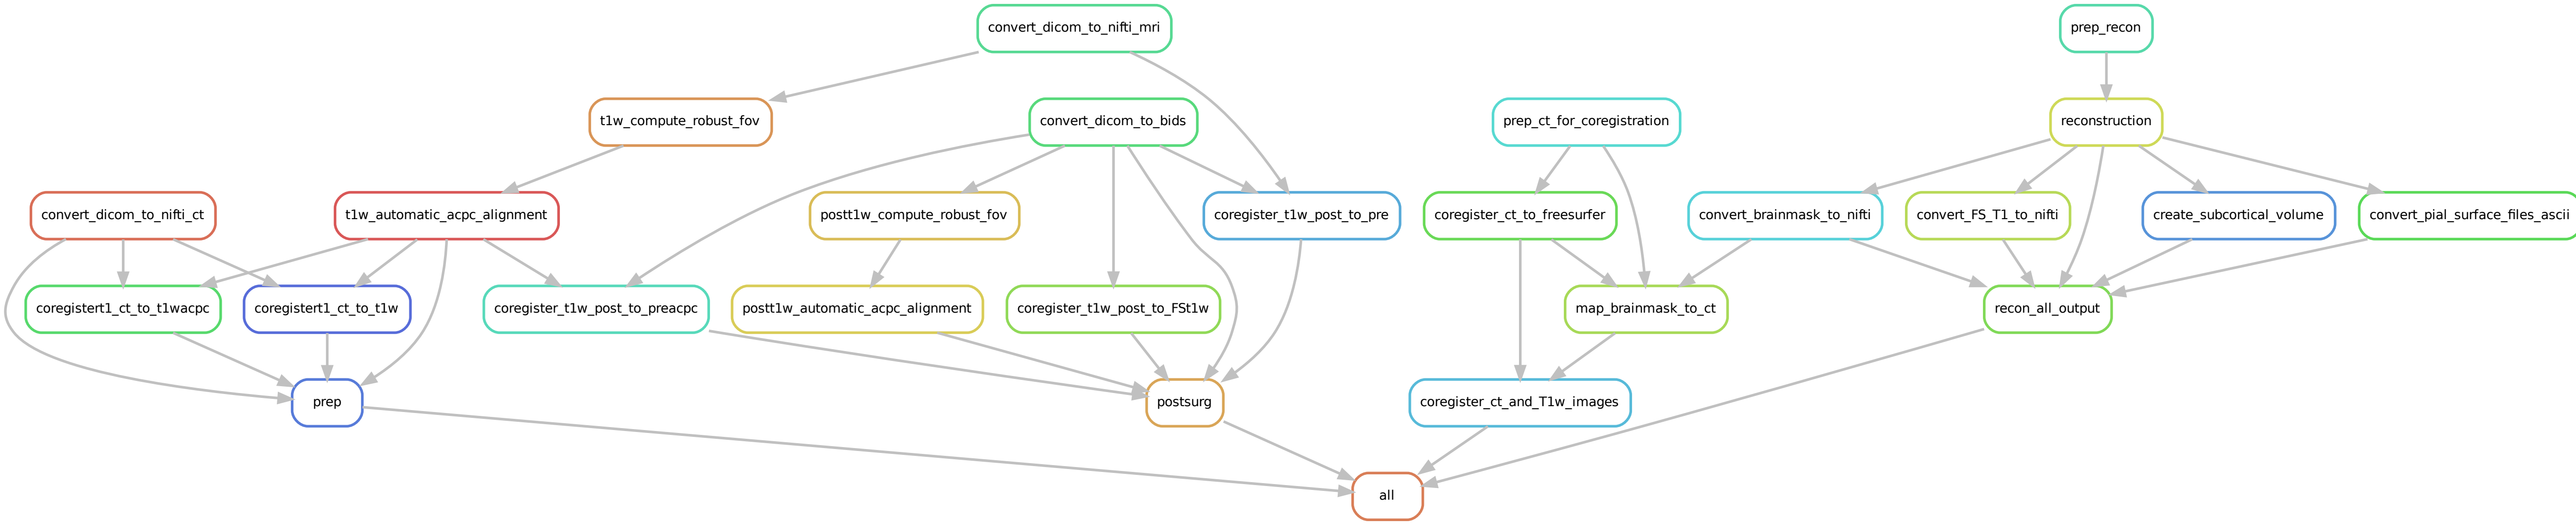 convert_dicom_to_nifti_mri
prep_recon
t1w_compute_robust_fov
convert_dicom_to_bids
prep_ct_for_coregistration
reconstruction
convert_dicom_to_nifti_ct
t1w_automatic_acpc_alignment
postt1w_compute_robust_fov
coregister_t1w_post_to_pre
coregister_ct_to_freesurfer
convert_brainmask_to_nifti
convert_FS_T1_to_nifti
create_subcortical_volume
convert_pial_surface_files_ascii
coregistert1_ct_to_t1wacpc
coregistert1_ct_to_t1w
coregister_t1w_post_to_preacpc
postt1w_automatic_acpc_alignment
coregister_t1w_post_to_FSt1w
map_brainmask_to_ct
recon_all_output
prep
postsurg
coregister_ct_and_T1w_images
all